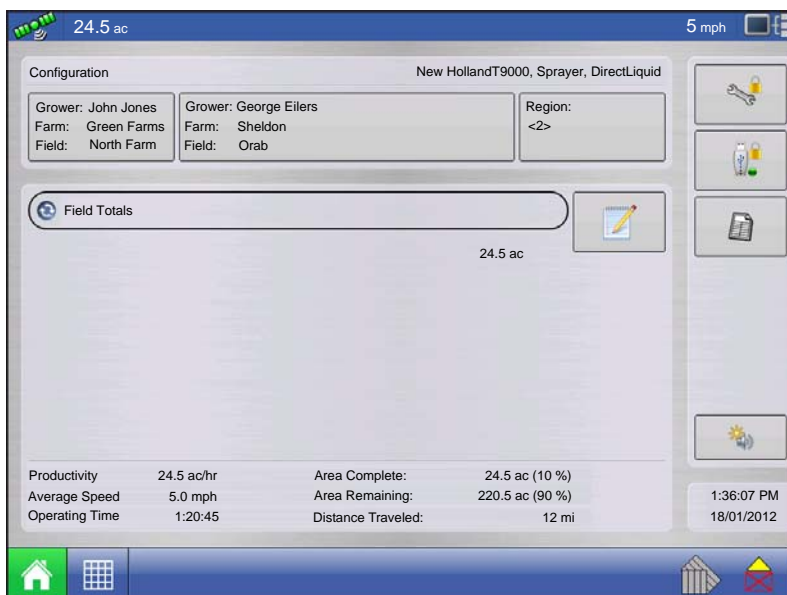 24.5 ac
5 mph
Configuration
New HollandT9000, Sprayer, DirectLiquid
Grower: John Jones
Farm: Green Farms
Field: North Farm
Grower: George Eilers
Farm: Sheldon
Field: Orab
Region:
<2>
Field Totals
24.5 ac
Productivity 24.5 ac/hr
Average Speed 5.0 mph
Operating Time 1:20:45
Area Complete: 24.5 ac (10 %)
Area Remaining: 220.5 ac (90 %)
Distance Traveled: 12 mi
1:36:07 PM
18/01/2012